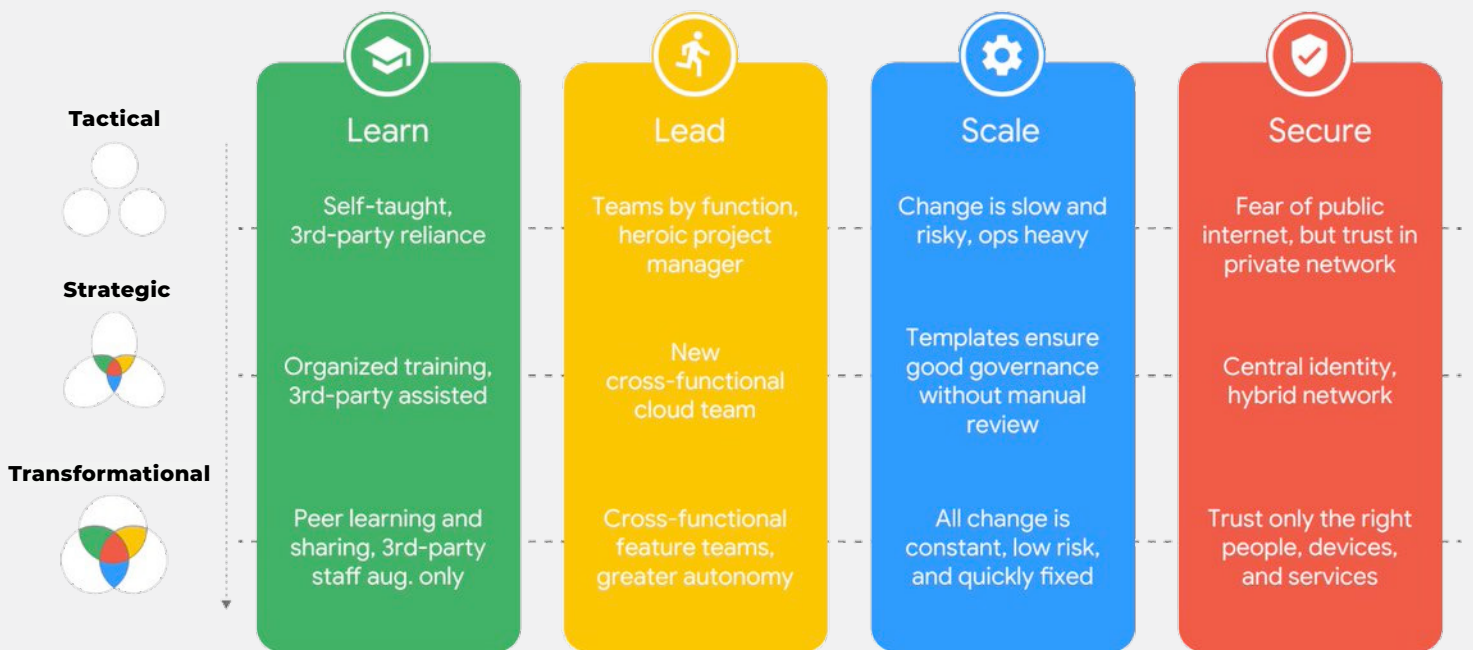 Learn
Lead
Scale
Secure
Tactical
Self-taught,
3rd-party reliance
Teams by function,
heroic project
manager
Change is slow and
risky, ops heavy
Fear of public
internet, but trust in
private network
Strategic
Organized training,
3rd-party assisted
New
cross-functional
cloud team
Templates ensure
good governance
without manual
review
Central identity,
hybrid network
Transformational
Peer learning and
sharing, 3rd-party
staff aug. only
Cross-functional
feature teams,
greater autonomy
All change is
constant, low risk,
and quickly fixed
Trust only the right
people, devices,
and services